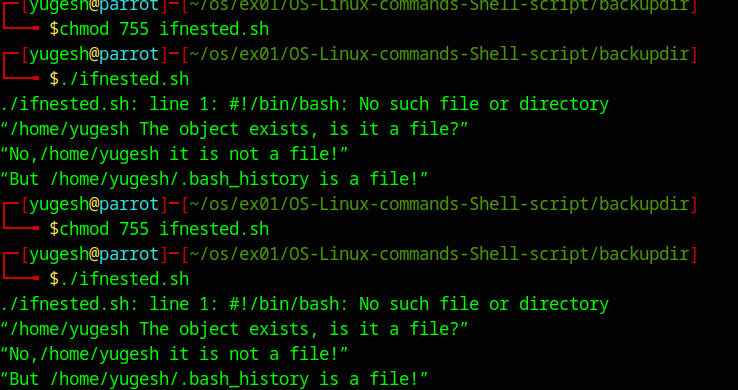 [yugesh@parrot]─[~/os/ex01/OS-Linux-commands-Shell-script/backupdir]
$chmod 755 ifnested.sh
[yugesh@parrot]─[~/os/ex01/OS-Linux-commands-Shell-script/backupdir]
$./ifnested.sh
./ifnested.sh: line 1: #!/bin/bash: No such file or directory
“/home/yugesh The object exists, is it a file?”
“No,/home/yugesh it is not a file!”
“But /home/yugesh/.bash_history is a file!”
[yugesh@parrot]─[~/os/ex01/OS-Linux-commands-Shell-script/backupdir]
$chmod 755 ifnested.sh
[yugesh@parrot]─[~/os/ex01/OS-Linux-commands-Shell-script/backupdir]
$./ifnested.sh
./ifnested.sh: line 1: #!/bin/bash: No such file or directory
“/home/yugesh The object exists, is it a file?”
“No,/home/yugesh it is not a file!”
“But /home/yugesh/.bash_history is a file!”